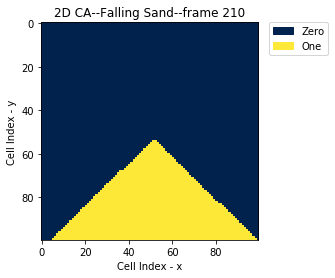 2D CA--Falling Sand--frame 210
Zero
One
Cell Index - y
0
20
40
60
80
0 20 40 60 80
Cell Index - x